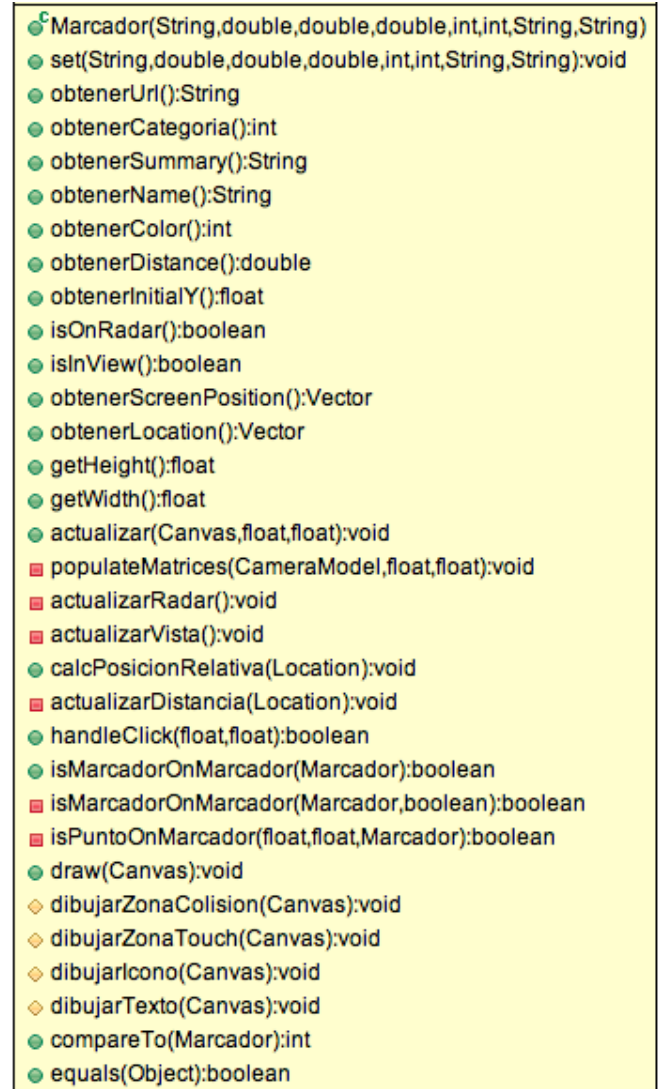 Marcador(String,double,double,double,int,int,String,String)
set(String,double,double,double,int,int,String,String):void
obtenerUrl():String
obtenerCategoria():int
obtenerSummary():String
obtenerName():String
obtenerColor():int
obtenerDistance():double
obtenerInitialY():float
isOnRadar():boolean
isInView():boolean
obtenerScreenPosition():Vector
obtenerLocation():Vector
getHeight():float
getWidth():float
actualizar(Canvas,float,float):void
populateMatrices(CameraModel,float,float):void
actualizarRadar():void
actualizarVista():void
calcPosicionRelativa(Location):void
actualizarDistancia(Location):void
handleClick(float,float):boolean
isMarcadorOnMarcador(Marcador):boolean
isMarcadorOnMarcador(Marcador,boolean):boolean
isPuntoOnMarcador(float,float,Marcador):boolean
draw(Canvas):void
dibujarZonaColision(Canvas):void
dibujarZonaTouch(Canvas):void
dibujarIcono(Canvas):void
dibujarTexto(Canvas):void
compareTo(Marcador):int
equals(Object):boolean